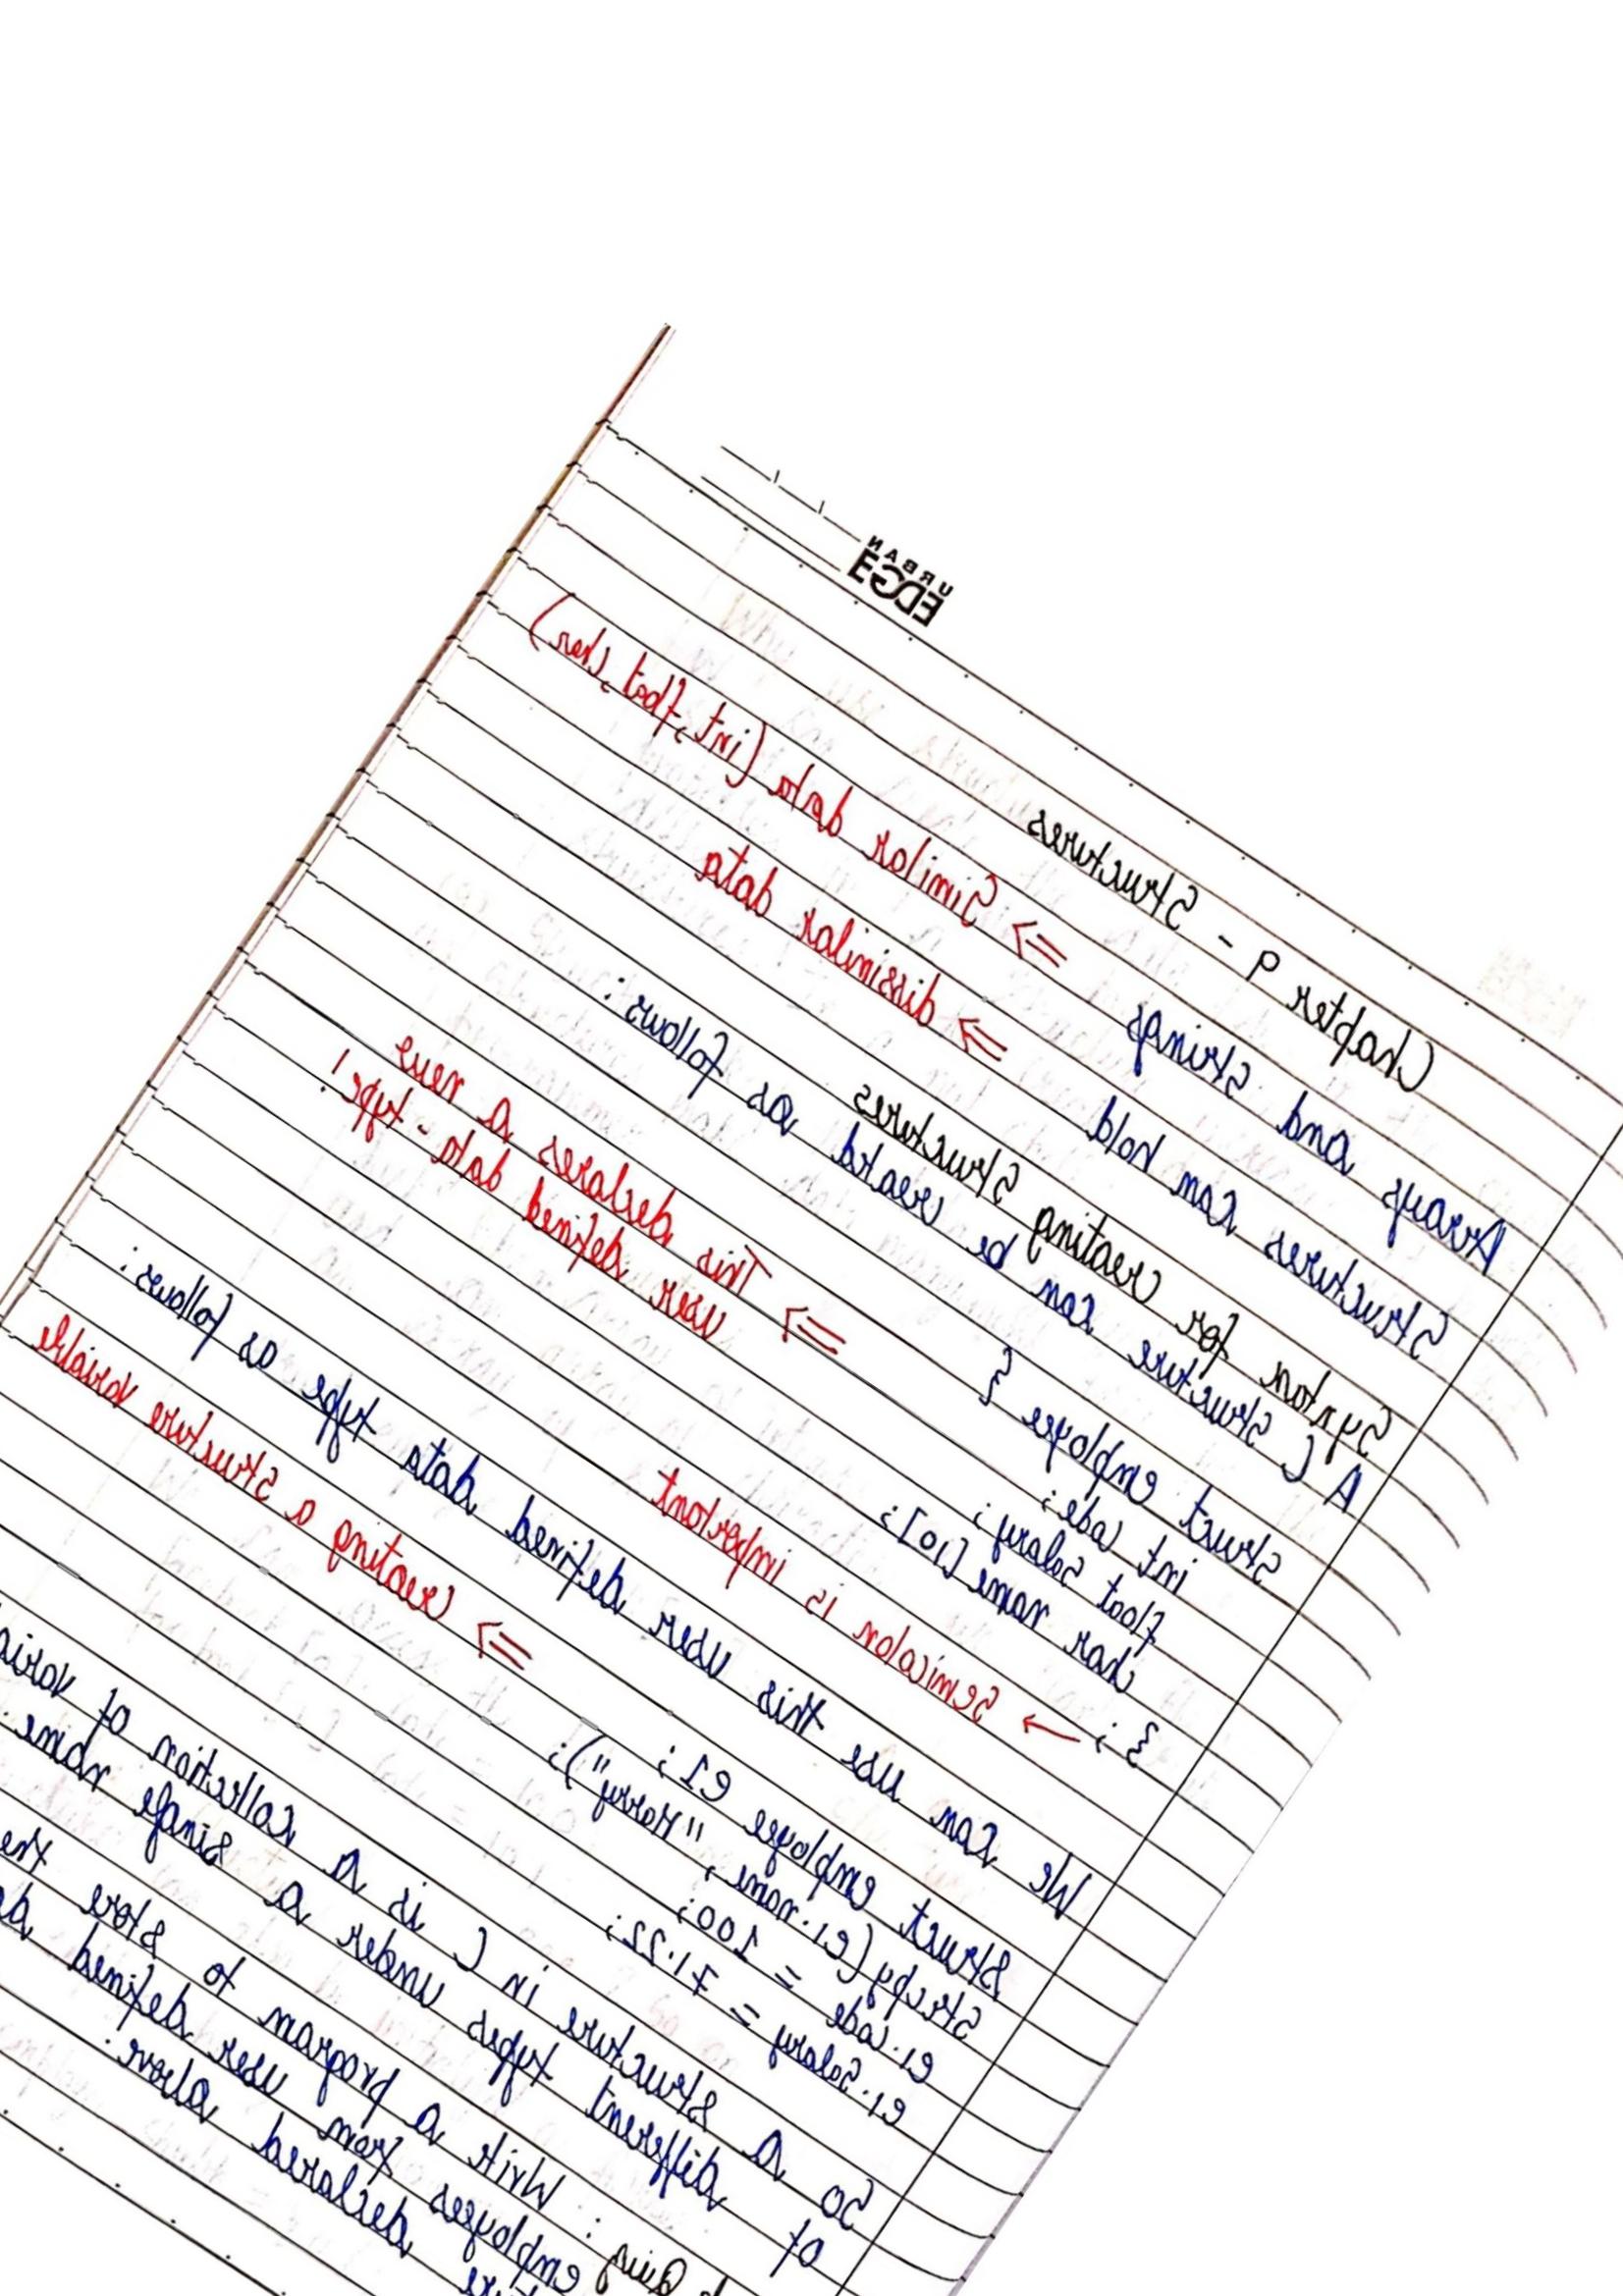 URBAN
EDGE
Chapter 9 - Structures
Arrays and Strings => Similar data (int, float, char)
Structures can hold => dissimilar data
Syntax for creating Structures
A C Structure can be created as follows:
struct employee {
int code; => This declares a new
float salary; user defined data-type!
char name[10];
}; ← Semicolon is important
We can use this user defined data type as follows:
struct employee e1; => creating a structure variable
strcpy(e1.name, "Harry");
e1.code = 100;
e1.salary = 71.22;
So a structure in C is a collection of
of different types under a single name.
Quick Quiz: Write a program to store the
employees from user defined
declared above.